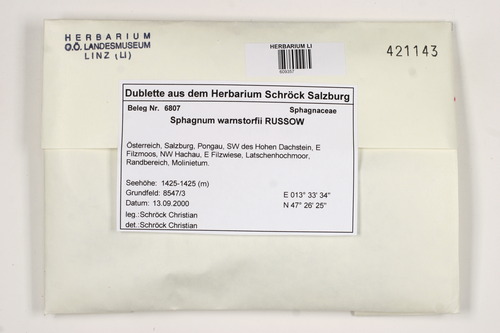 HERBARIUM
O.Ö. LANDESMUSEUM
LINZ (LI)
HERBARIUM LI
421143
Dublette aus dem Herbarium Schröck Salzburg
Beleg Nr. 6807 Sphagnaceae
Sphagnum warnstorfii RUSSOW
Österreich, Salzburg, Pongau, SW des Hohen Dachstein, E
Filzmoos, NW Hachau, E Filzwiese, Latschenhochmoor,
Randbereich, Molinietum.
Seehöhe: 1425-1425 (m)
Grundfeld: 8547/3 E 013° 33' 34"
Datum: 13.09.2000 N 47° 26' 25"
leg.:Schröck Christian
det.:Schröck Christian